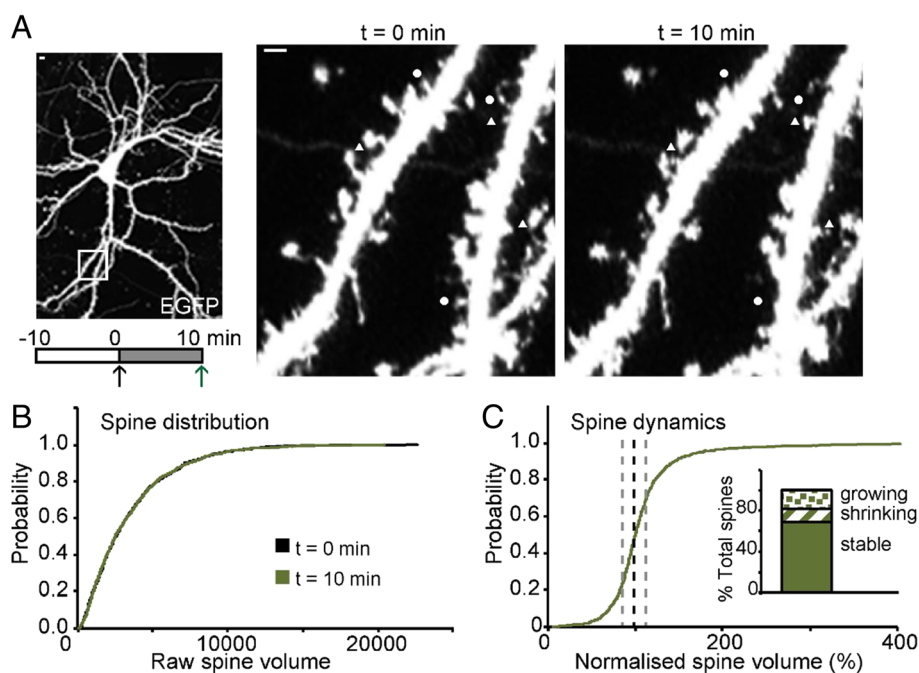 A
t = 0 min
t = 10 min
EGFP
-10 0 10 min
B
Spine distribution
Probability
1.0
0.8
0.6
0.4
0.2
0.0
t = 0 min
t = 10 min
0 10000 20000
Raw spine volume
C
Spine dynamics
Probability
1.0
0.8
0.6
0.4
0.2
0
% Total spines
80
40
0
growing
shrinking
stable
0 200 400
Normalised spine volume (%)